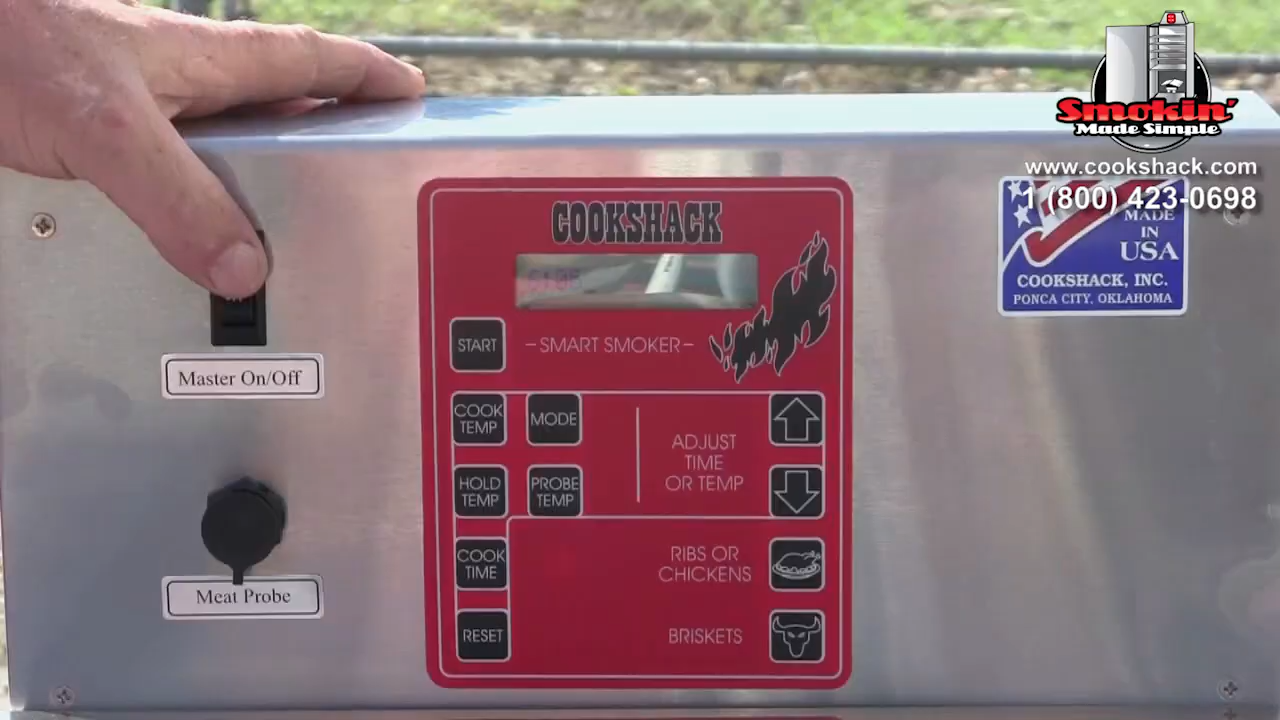 Smokin'
Made Simple
www.cookshack.com
1 (800) 423-0698
MADE
IN
USA
COOKSHACK, INC.
PONCA CITY, OKLAHOMA
COOKSHACK
START
-SMART SMOKER-
Master On/Off
COOK
TEMP
MODE
ADJUST
TIME
OR TEMP
HOLD
TEMP
PROBE
TEMP
COOK
TIME
RIBS OR
CHICKENS
Meat Probe
RESET
BRISKETS